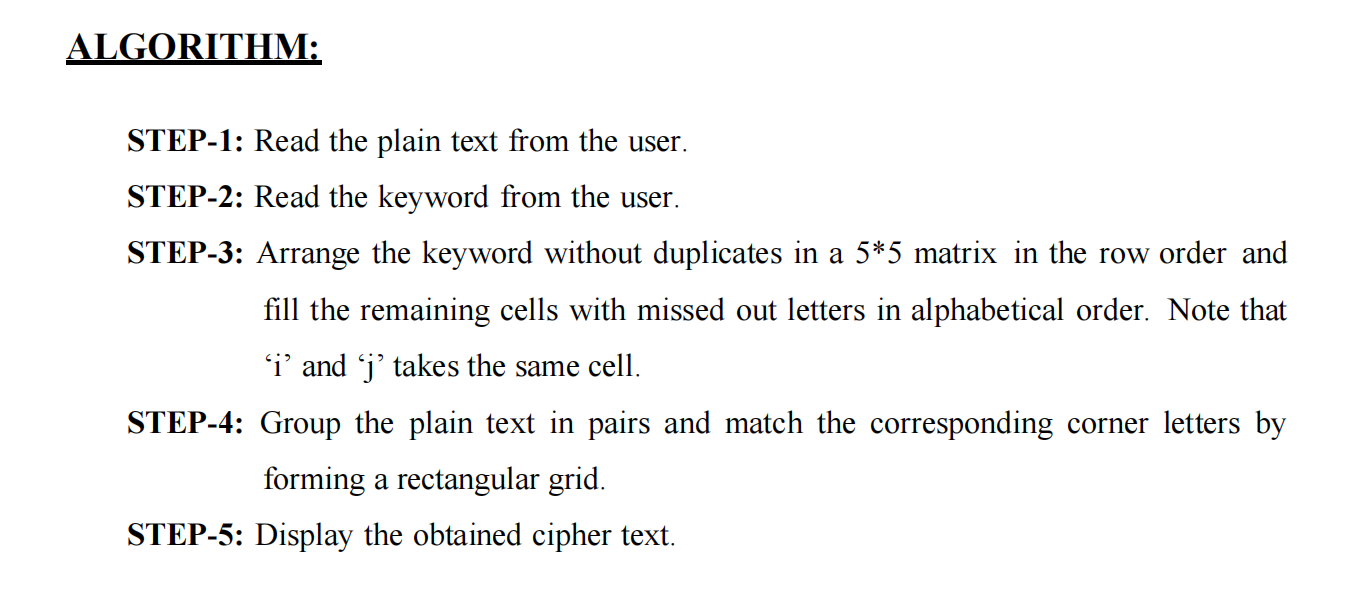 ALGORITHM:
STEP-1: Read the plain text from the user.
STEP-2: Read the keyword from the user.
STEP-3: Arrange the keyword without duplicates in a 5*5 matrix in the row order and
fill the remaining cells with missed out letters in alphabetical order. Note that
‘i’ and ‘j’ takes the same cell.
STEP-4: Group the plain text in pairs and match the corresponding corner letters by
forming a rectangular grid.
STEP-5: Display the obtained cipher text.